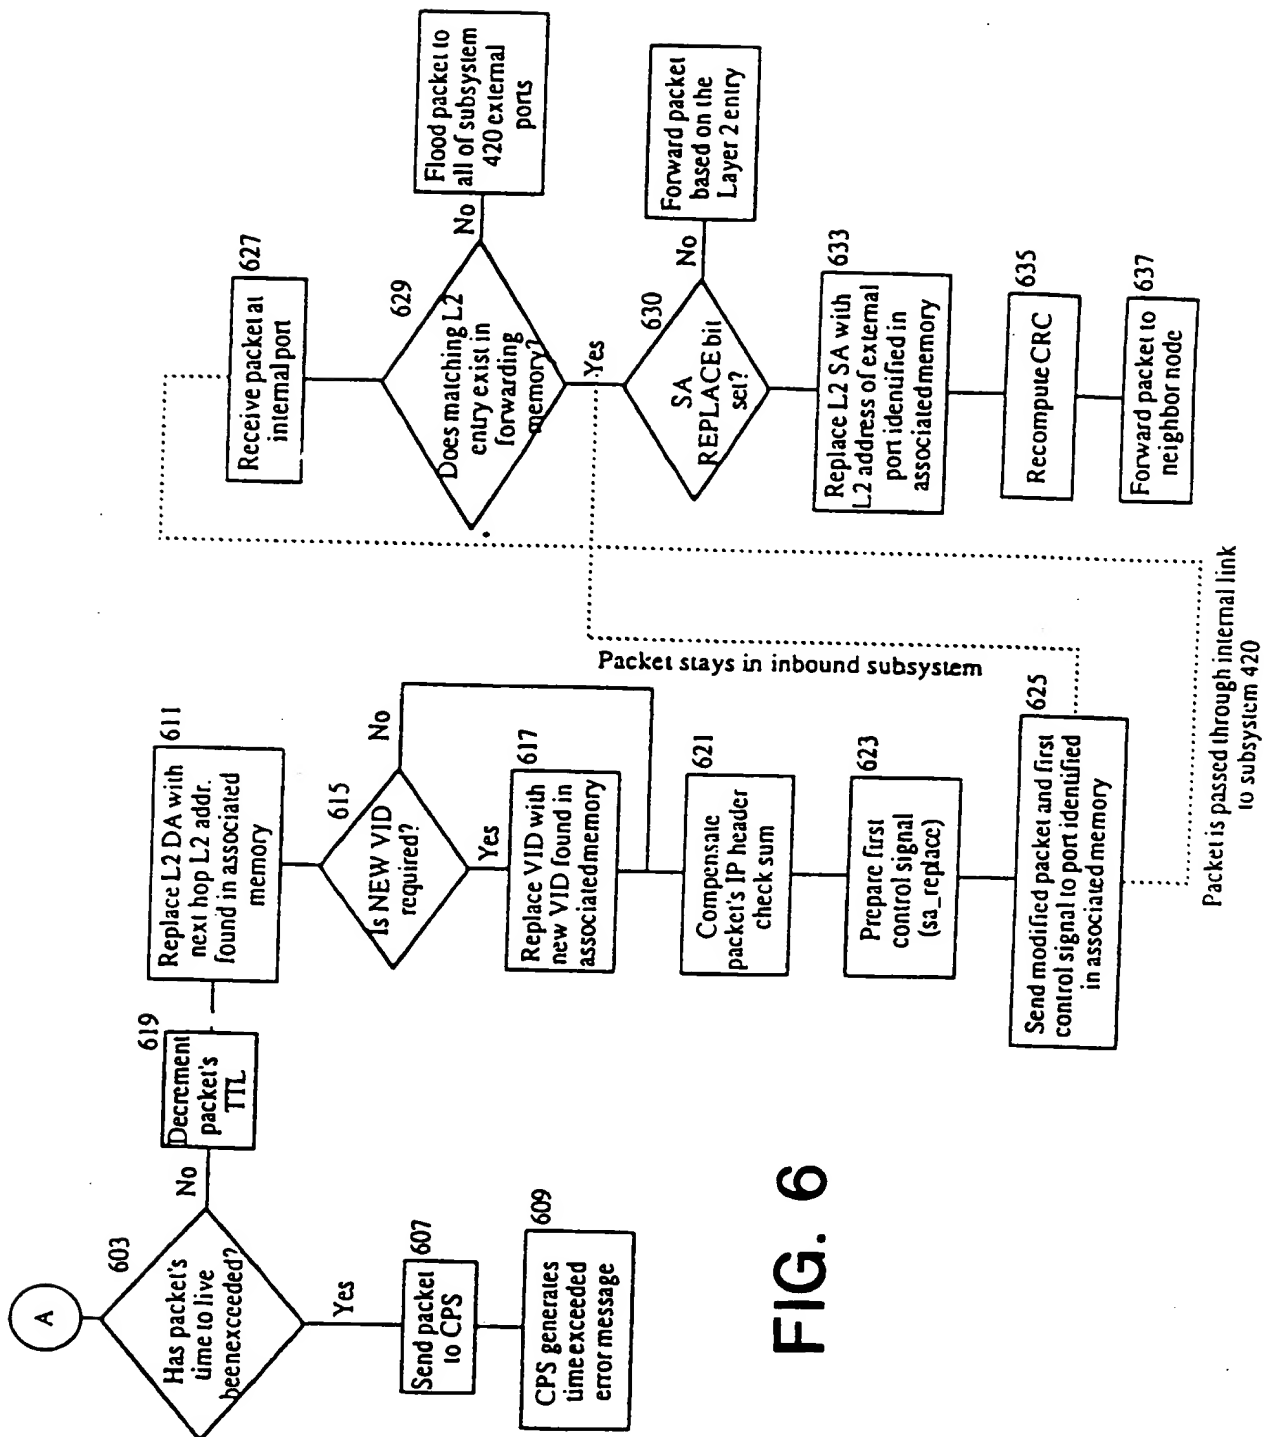 A
603
Has packet's
time to live
beenexceeded?
Yes
No
607
Send packet
to CPS
609
CPS generates
time exceeded
error message
619
Decrement
packet's
TTL
611
Replace L2 DA with
next hop L2 addr.
found in associated
memory
615
Is NEW VID
required?
No
Yes
617
Replace VID with
new VID found in
associated memory
621
Compensate
packet's IP header
check sum
623
Prepare first
control signal
(sa_replace)
625
Send modified packet and first
control signal to port identified
in associated memory
Packet stays in inbound subsystem
Packet is passed through internal link
to subsystem 420
627
Receive packet at
internal port
629
Does matching L2
entry exist in
forwarding
memory?
No
Flood packet to
all of subsystem
420 external
ports
Yes
630
SA
REPLACE bit
set?
No
Forward packet
based on the
Layer 2 entry
633
Replace L2 SA with
L2 address of external
port identified in
associated memory
635
Recompute CRC
637
Forward packet to
neighbor node
FIG. 6